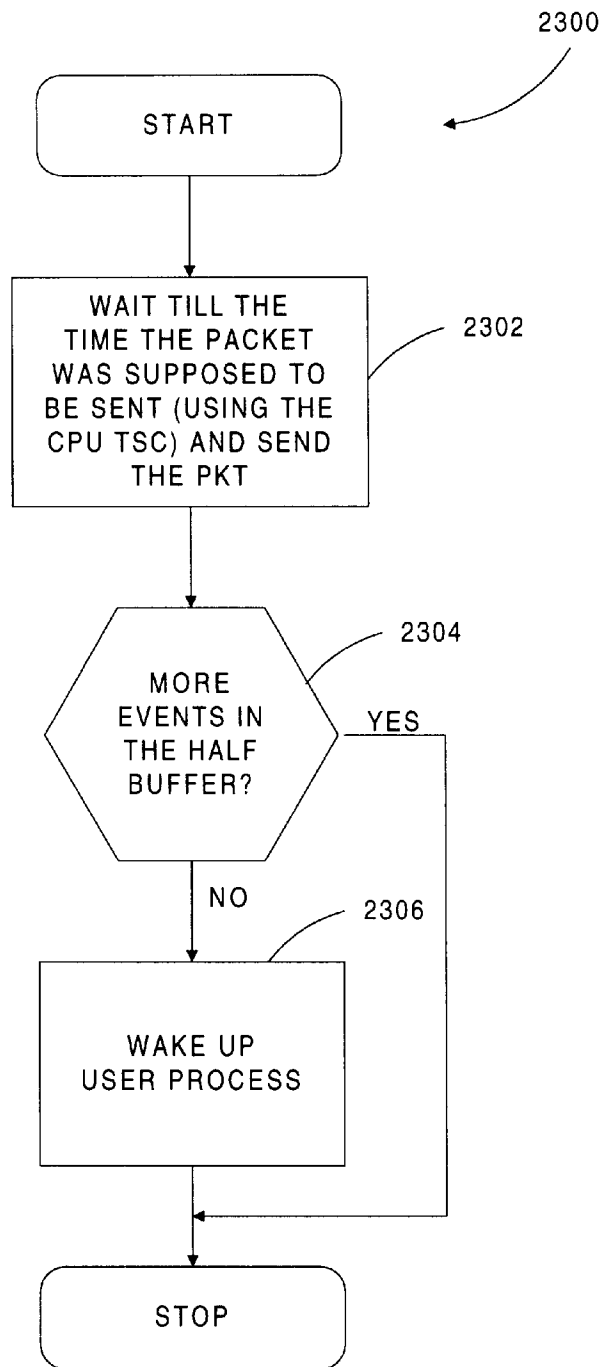 2300
START
WAIT TILL THE
TIME THE PACKET
WAS SUPPOSED TO
BE SENT (USING THE
CPU TSC) AND SEND
THE PKT
2302
2304
MORE
EVENTS IN
THE HALF
BUFFER?
YES
NO
2306
WAKE UP
USER PROCESS
STOP